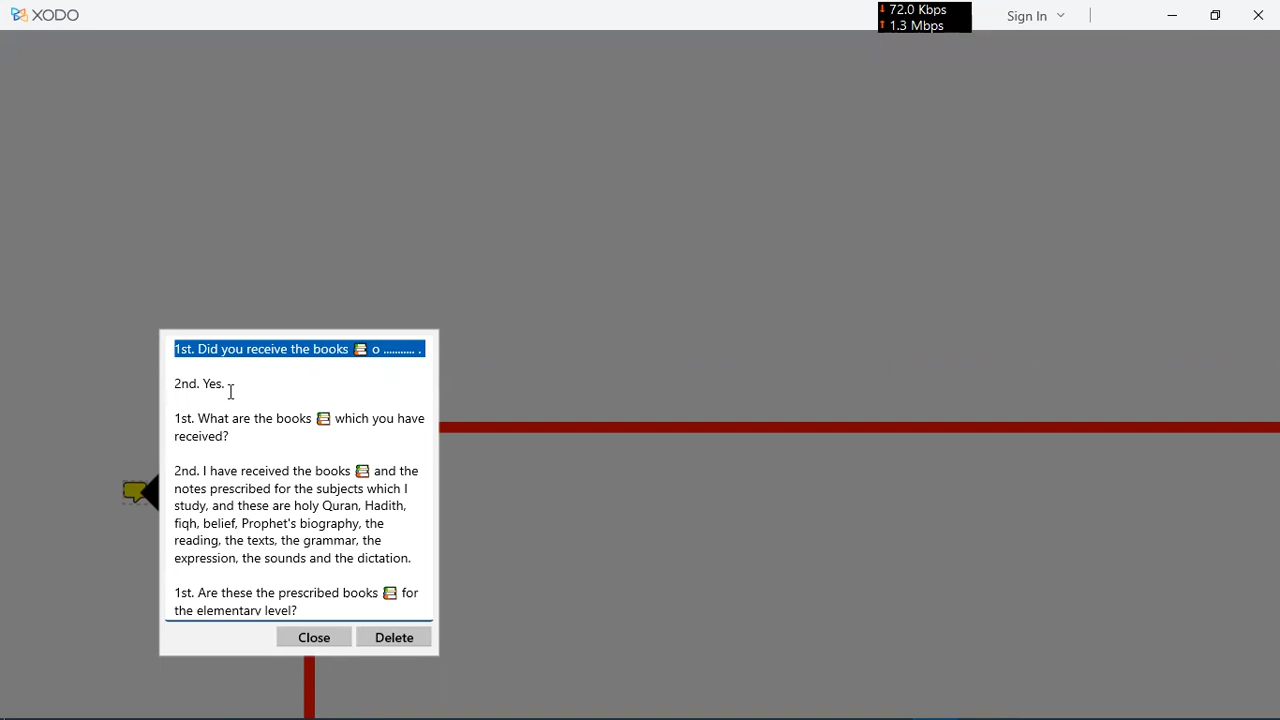 XODO
↓ 72.0 Kbps
↑ 1.3 Mbps
Sign In
1st. Did you receive the books 📚 o ........... .
2nd. Yes.
1st. What are the books 📚 which you have
received?
2nd. I have received the books 📚 and the
notes prescribed for the subjects which I
study, and these are holy Quran, Hadith,
fiqh, belief, Prophet's biography, the
reading, the texts, the grammar, the
expression, the sounds and the dictation.
1st. Are these the prescribed books 📚 for
the elementary level?
Close
Delete